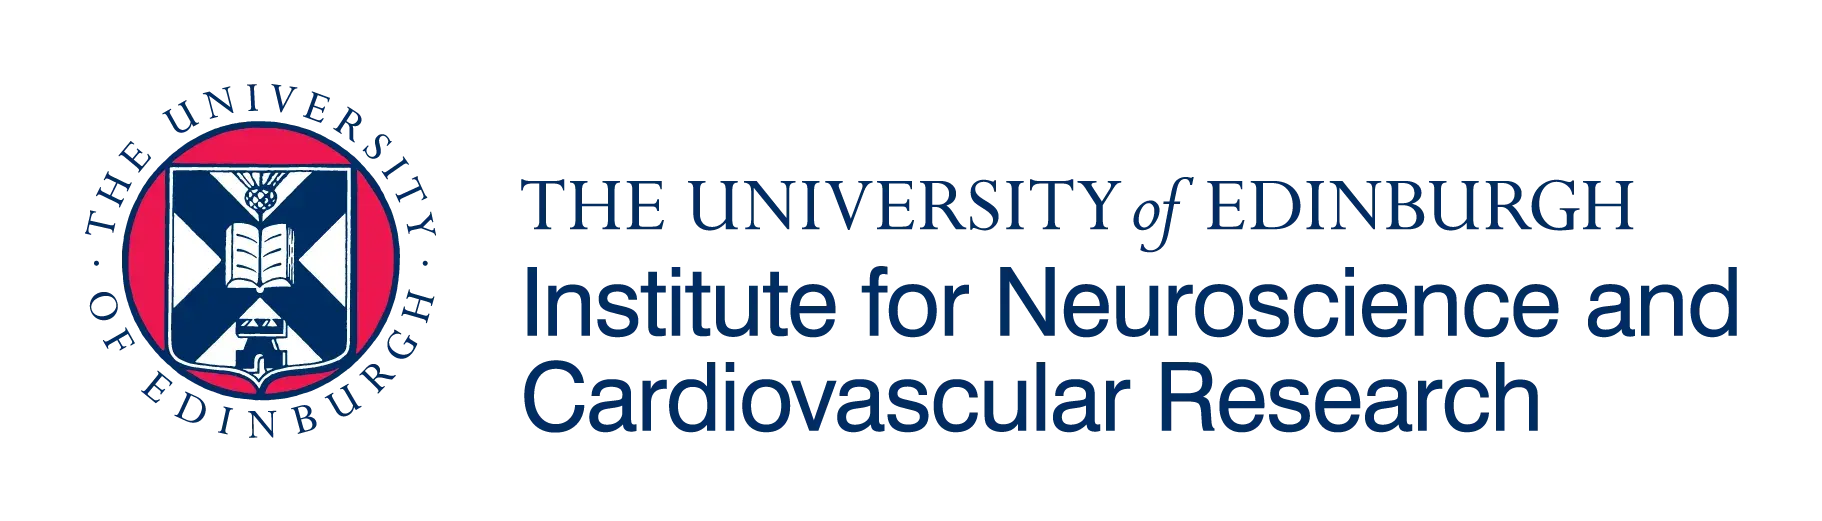 · THE UNIVERSITY ·
OF EDINBURGH
THE UNIVERSITY of EDINBURGH
Institute for Neuroscience and
Cardiovascular Research